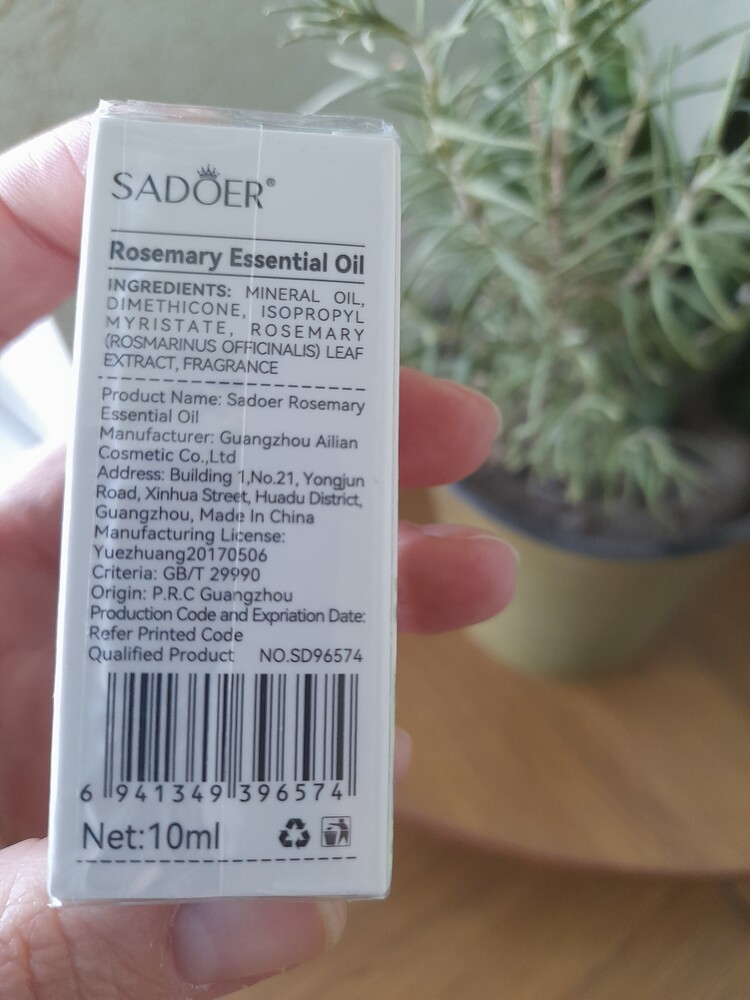 SADOER®
Rosemary Essential Oil
INGREDIENTS: MINERAL OIL,
DIMETHICONE, ISOPROPYL
MYRISTATE, ROSEMARY
(ROSMARINUS OFFICINALIS) LEAF
EXTRACT, FRAGRANCE
Product Name: Sadoer Rosemary
Essential Oil
Manufacturer: Guangzhou Ailian
Cosmetic Co.,Ltd
Address: Building 1,No.21, Yongjun
Road, Xinhua Street, Huadu District,
Guangzhou, Made In China
Manufacturing License:
Yuezhuang20170506
Criteria: GB/T 29990
Origin: P.R.C Guangzhou
Production Code and Expriation Date:
Refer Printed Code
Qualified Product NO.SD96574
6 941349 396574
Net:10ml